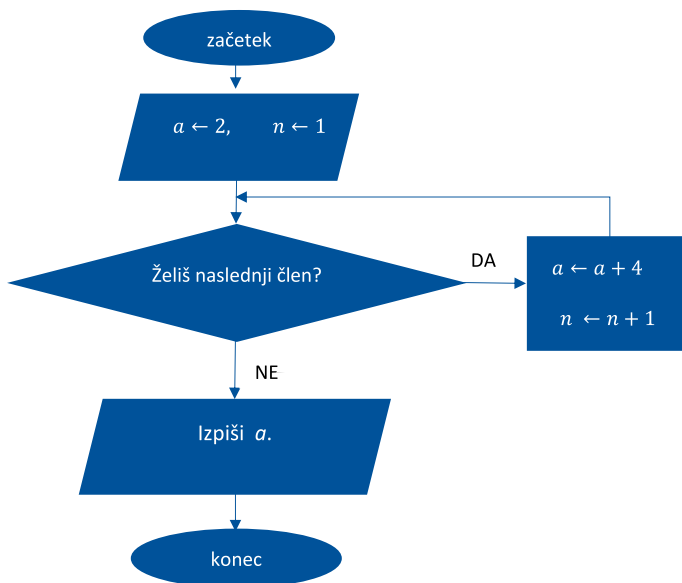 začetek
a ← 2, n ← 1
Želiš naslednji člen?
DA
a ← a + 4
n ← n + 1
NE
Izpiši a.
konec